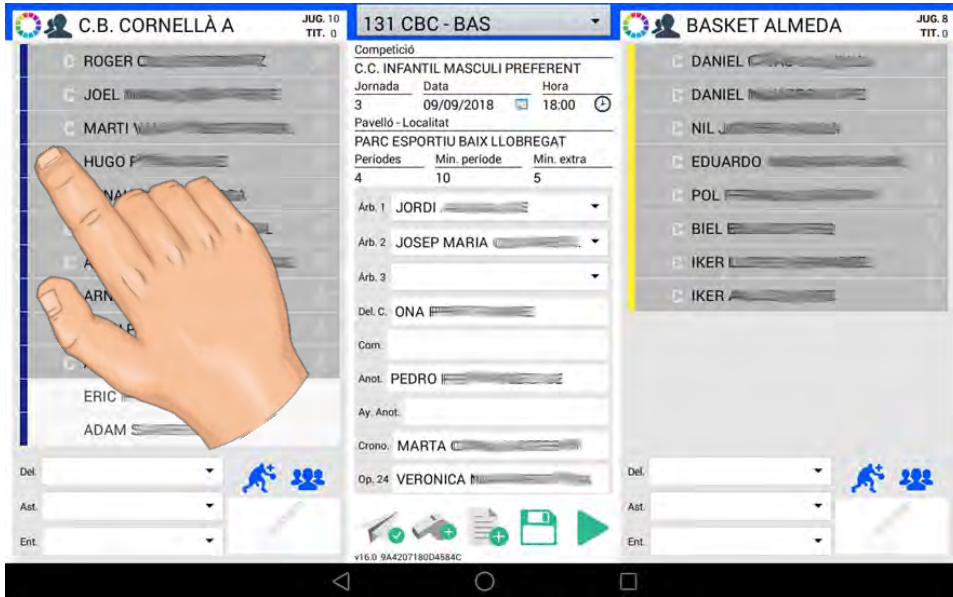 C.B. CORNELLÀ A
JUG. 10
TIT. 0
C ROGER
C JOEL
C MARTI
HUGO
ARN
ERIC
ADAM
Del.
Ast.
Ent.
131 CBC - BAS
Competició
C.C. INFANTIL MASCULI PREFERENT
Jornada Data Hora
3 09/09/2018 18:00
Pavelló - Localitat
PARC ESPORTIU BAIX LLOBREGAT
Períodes Min. període Min. extra
4 10 5
Àrb. 1 JORDI
Àrb. 2 JOSEP MARIA
Àrb. 3
Del. C. ONA
Com.
Anot. PEDRO
Ay. Anot.
Crono. MARTA
Op. 24 VERONICA
v16.0 9A4207180D4584C
BASKET ALMEDA
JUG. 8
TIT. 0
C DANIEL
C DANIEL
C NIL
C EDUARDO
C POL
C BIEL
C IKER
C IKER
Del.
Ast.
Ent.